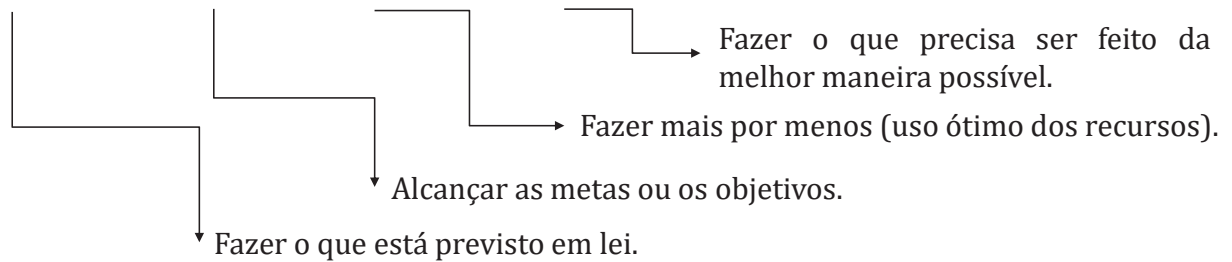 Fazer o que precisa ser feito da
melhor maneira possível.
Fazer mais por menos (uso ótimo dos recursos).
Alcançar as metas ou os objetivos.
Fazer o que está previsto em lei.